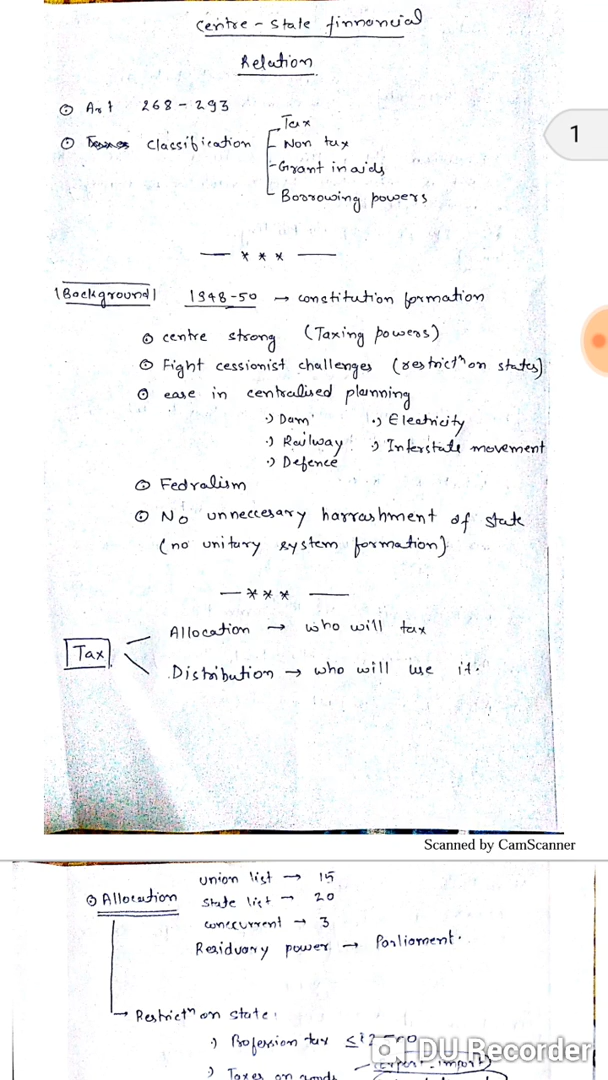 Centre - State finnancial
Relation
⊙ Art 268 - 293
⊙ Classification
Tax
- Non tax
- Grant in aids
- Borrowing powers
1
— * * * —
Background 1948-50 → constitution formation
⊙ centre strong (Taxing powers)
⊙ Fight cessionist challenges (restrictⁿ on states)
⊙ ease in centralised planning
·) Dam ·) Electricity
·) Railway ·) Interstate movement
·) Defence
⊙ Fedralism
⊙ No unneccesary harrashment of state
(no unitary system formation)
— * * * —
Tax
Allocation → who will tax
Distribution → who will use it.
Scanned by CamScanner
⊙ Allocation
union list → 15
state list → 20
concurrent → 3
Residuary power → Parliament.
→ Restrictⁿ on state:
·) Profession tax ≤
(export - import)
·) Taxes on goods
DU Recorder